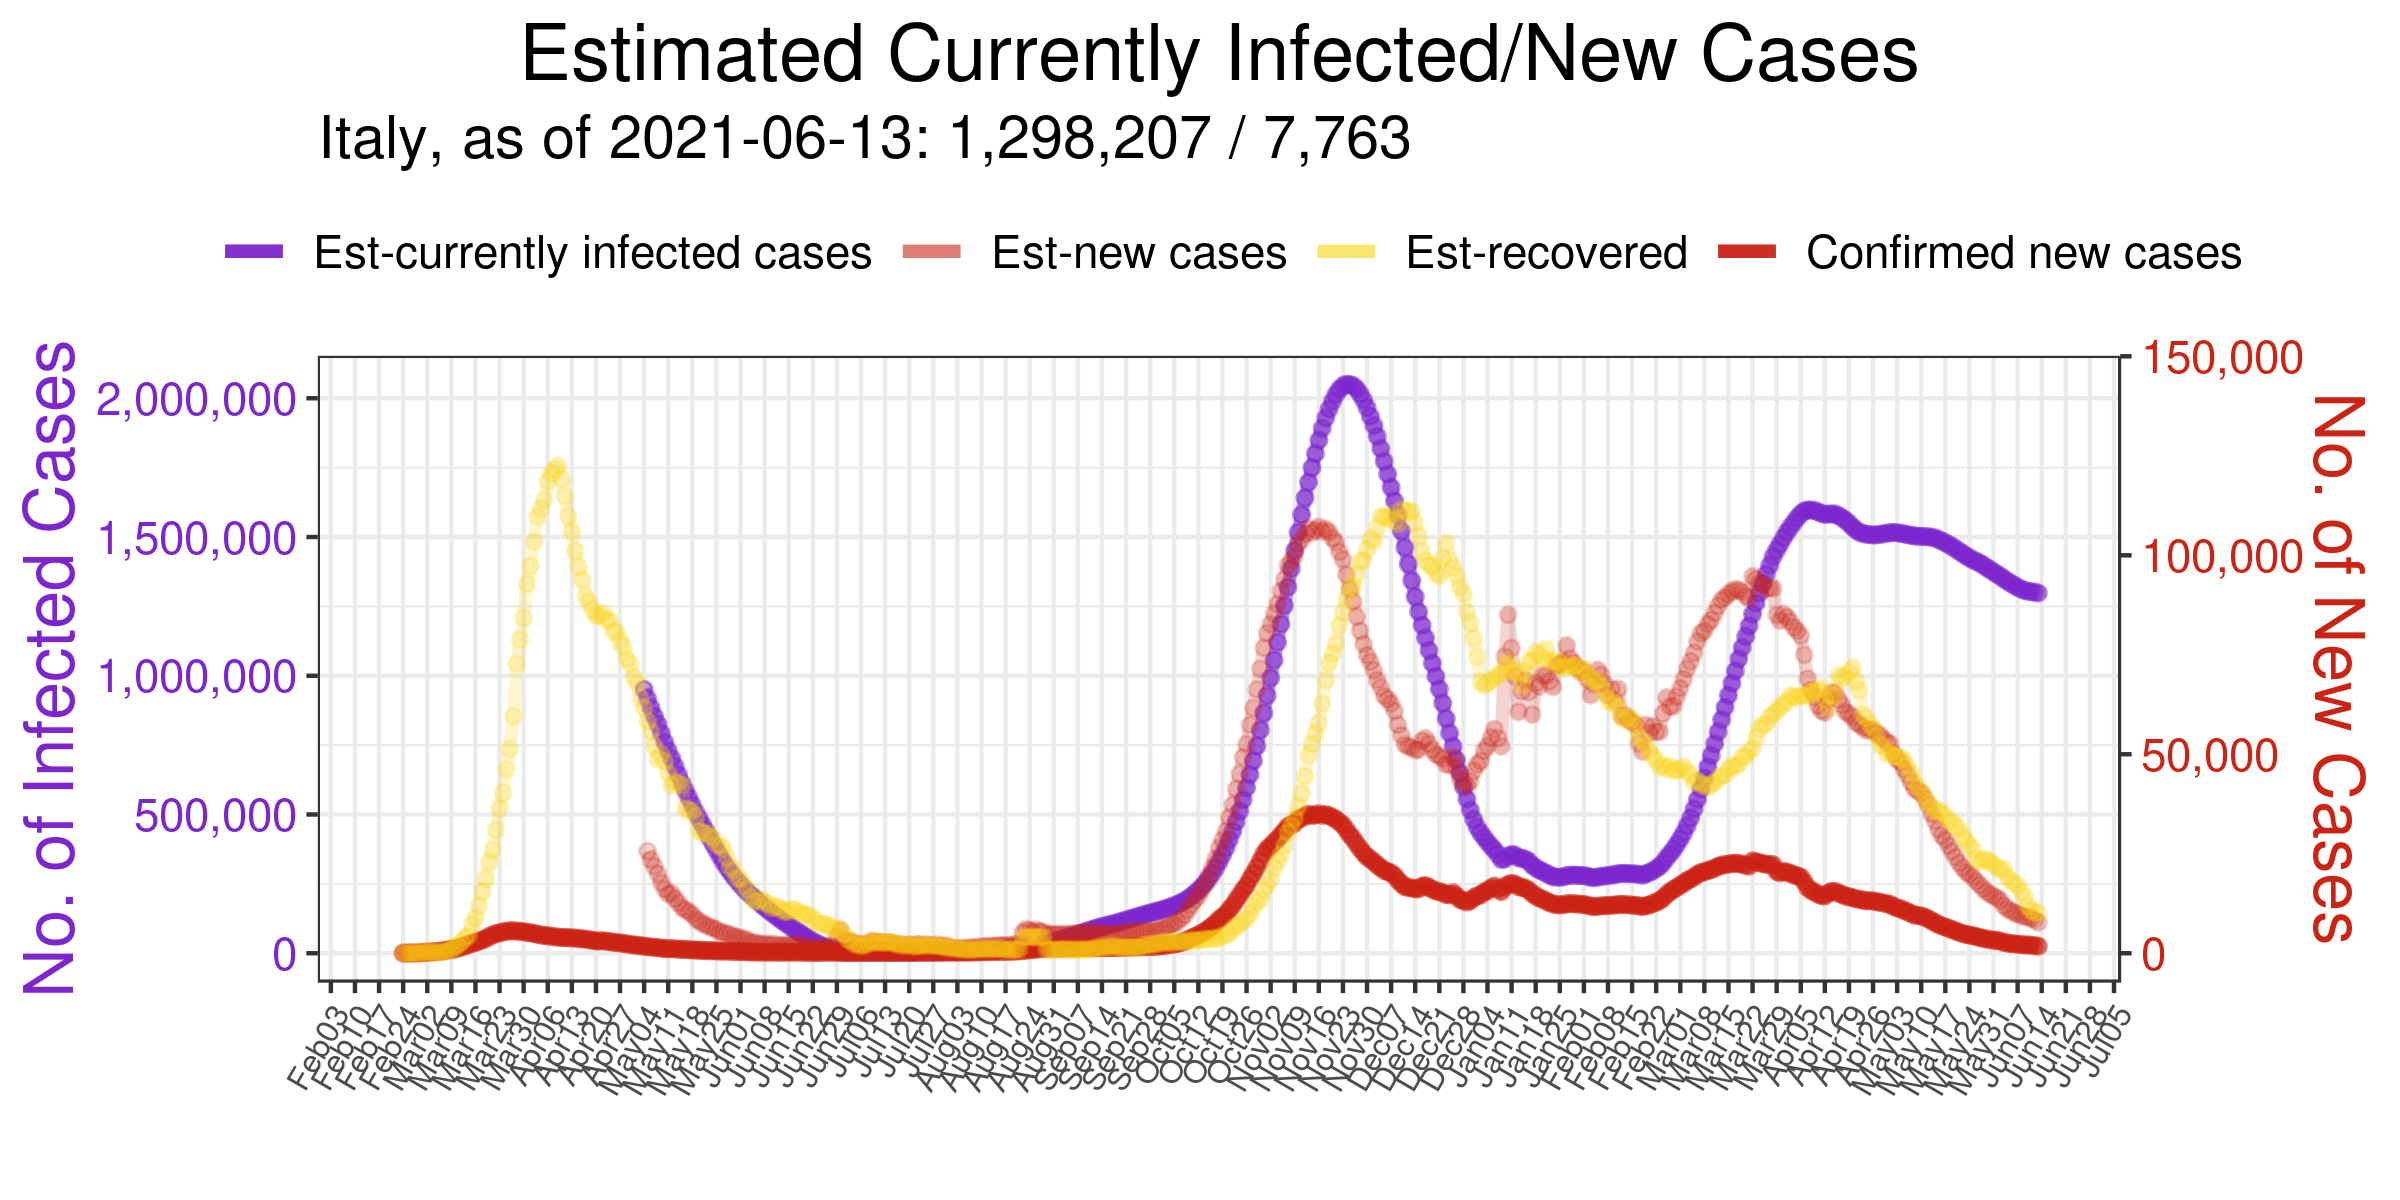 Estimated Currently Infected/New Cases
Italy, as of 2021-06-13: 1,298,207 / 7,763
Est-currently infected cases Est-new cases Est-recovered Confirmed new cases
No. of Infected Cases
2,000,000
1,500,000
1,000,000
500,000
0
150,000
100,000
50,000
0
No. of New Cases
Feb03
Feb10
Feb17
Feb24
Mar02
Mar09
Mar16
Mar23
Mar30
Apr06
Apr13
Apr20
Apr27
May04
May11
May18
May25
Jun01
Jun08
Jun15
Jun22
Jun29
Jul06
Jul13
Jul20
Jul27
Aug03
Aug10
Aug17
Aug24
Aug31
Sep07
Sep14
Sep21
Sep28
Oct05
Oct12
Oct19
Oct26
Nov02
Nov09
Nov16
Nov23
Nov30
Dec07
Dec14
Dec21
Dec28
Jan04
Jan11
Jan18
Jan25
Feb01
Feb08
Feb15
Feb22
Mar01
Mar08
Mar15
Mar22
Mar29
Apr05
Apr12
Apr19
Apr26
May03
May10
May17
May24
May31
Jun07
Jun14
Jun21
Jun28
Jul05